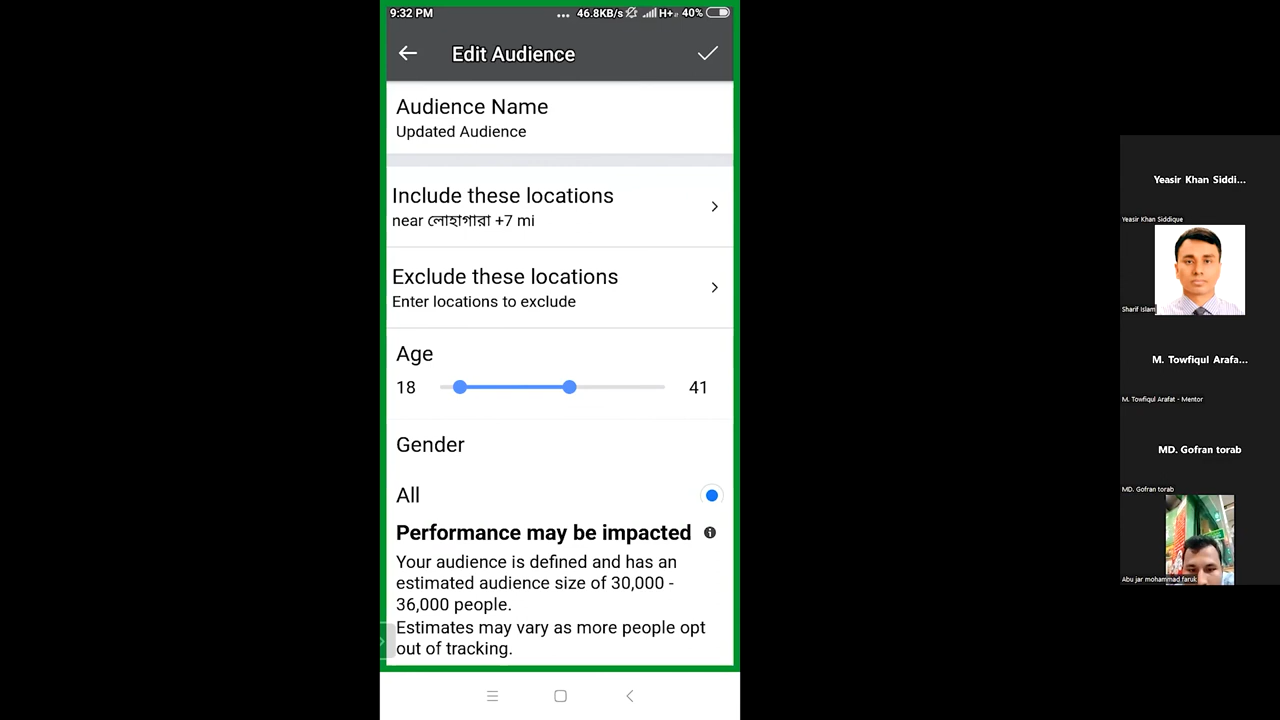 9:32 PM
... 46.8KB/s H+ 40%
Edit Audience
Audience Name
Updated Audience
Include these locations
near লোহাগারা +7 mi
Exclude these locations
Enter locations to exclude
Age
18 41
Gender
All
Performance may be impacted
Your audience is defined and has an
estimated audience size of 30,000 -
36,000 people.
Estimates may vary as more people opt
out of tracking.
Yeasir Khan Siddi...
Yeasir Khan Siddique
Sharif Islam
M. Towfiqul Arafa...
M. Towfiqul Arafat - Mentor
MD. Gofran torab
MD. Gofran torab
Abu jar mohammad faruk